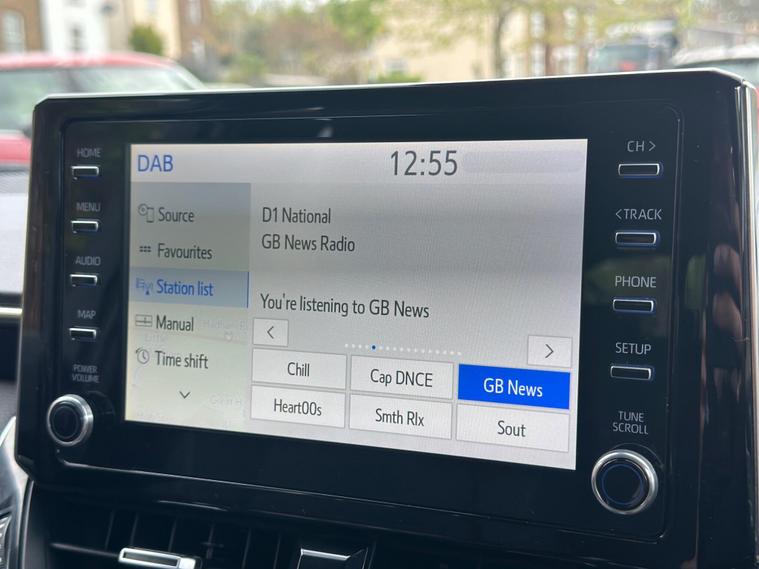 HOME
MENU
AUDIO
MAP
POWER
VOLUME
DAB
12:55
Source
Favourites
Station list
Manual
Time shift
D1 National
GB News Radio
You're listening to GB News
Chill
Cap DNCE
GB News
Heart00s
Smth Rlx
Sout
CH >
< TRACK
PHONE
SETUP
TUNE
SCROLL